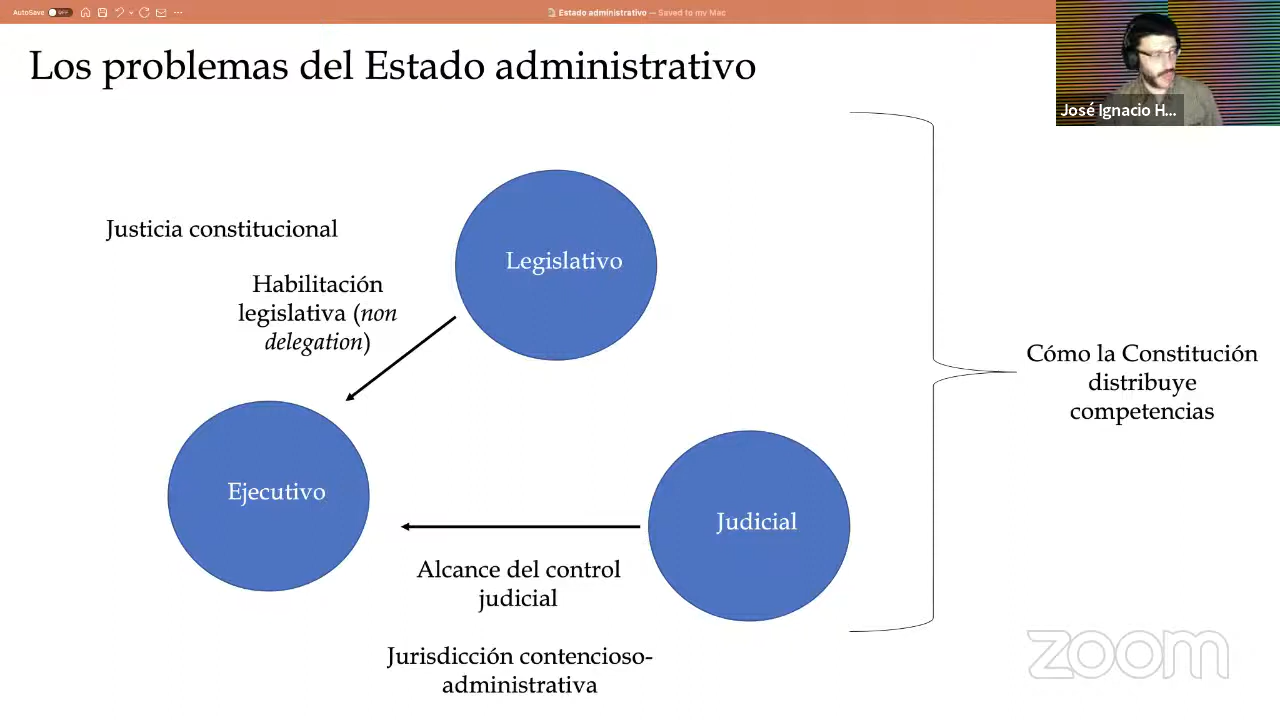 AutoSave OFF
Estado administrativo — Saved to my Mac
Los problemas del Estado administrativo
José Ignacio H...
Justicia constitucional
Habilitación
legislativa (non
delegation)
Legislativo
Cómo la Constitución
distribuye
competencias
Ejecutivo
Judicial
Alcance del control
judicial
Jurisdicción contencioso-
administrativa
zoom